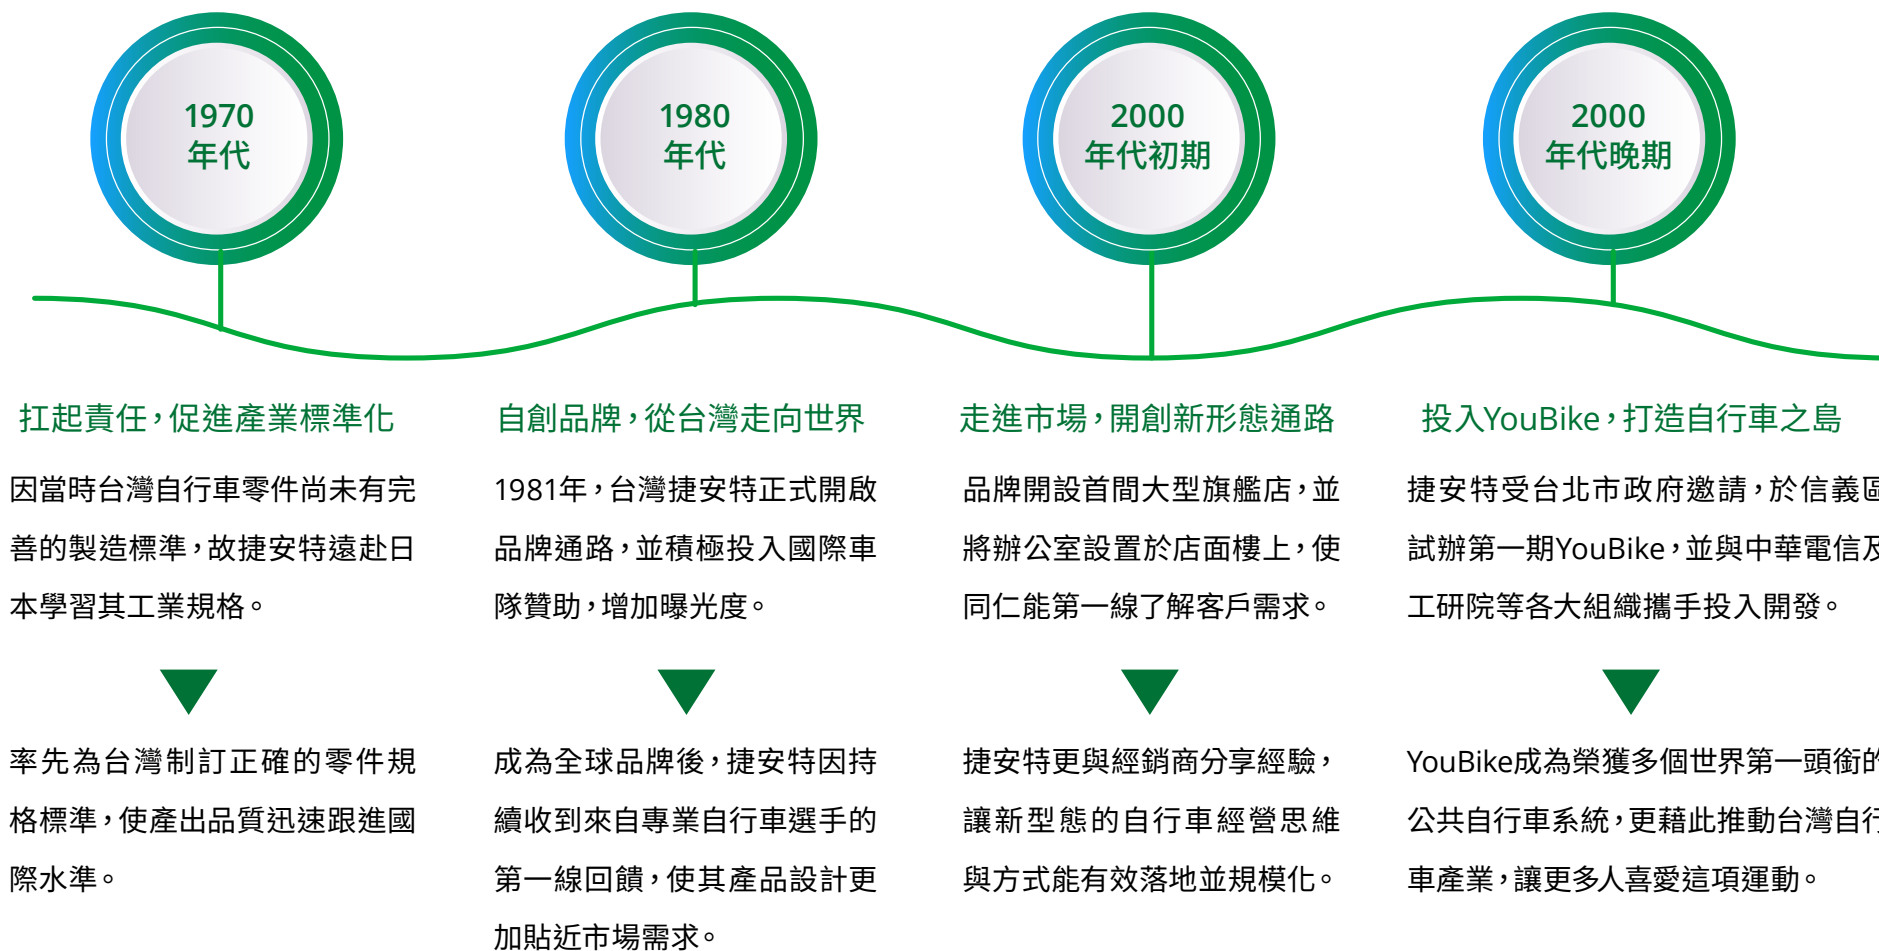 1970
年代
1980
年代
2000
年代初期
2000
年代晚期
扛起責任，促進產業標準化
因當時台灣自行車零件尚未有完
善的製造標準，故捷安特遠赴日
本學習其工業規格。
率先為台灣制訂正確的零件規
格標準，使產出品質迅速跟進國
際水準。
自創品牌，從台灣走向世界
1981年，台灣捷安特正式開啟
品牌通路，並積極投入國際車
隊贊助，增加曝光度。
成為全球品牌後，捷安特因持
續收到來自專業自行車選手的
第一線回饋，使其產品設計更
加貼近市場需求。
走進市場，開創新形態通路
品牌開設首間大型旗艦店，並
將辦公室設置於店面樓上，使
同仁能第一線了解客戶需求。
捷安特更與經銷商分享經驗，
讓新型態的自行車經營思維
與方式能有效落地並規模化。
投入YouBike，打造自行車之島
捷安特受台北市政府邀請，於信義區
試辦第一期YouBike，並與中華電信及
工研院等各大組織攜手投入開發。
YouBike成為榮獲多個世界第一頭銜的
公共自行車系統，更藉此推動台灣自行
車產業，讓更多人喜愛這項運動。